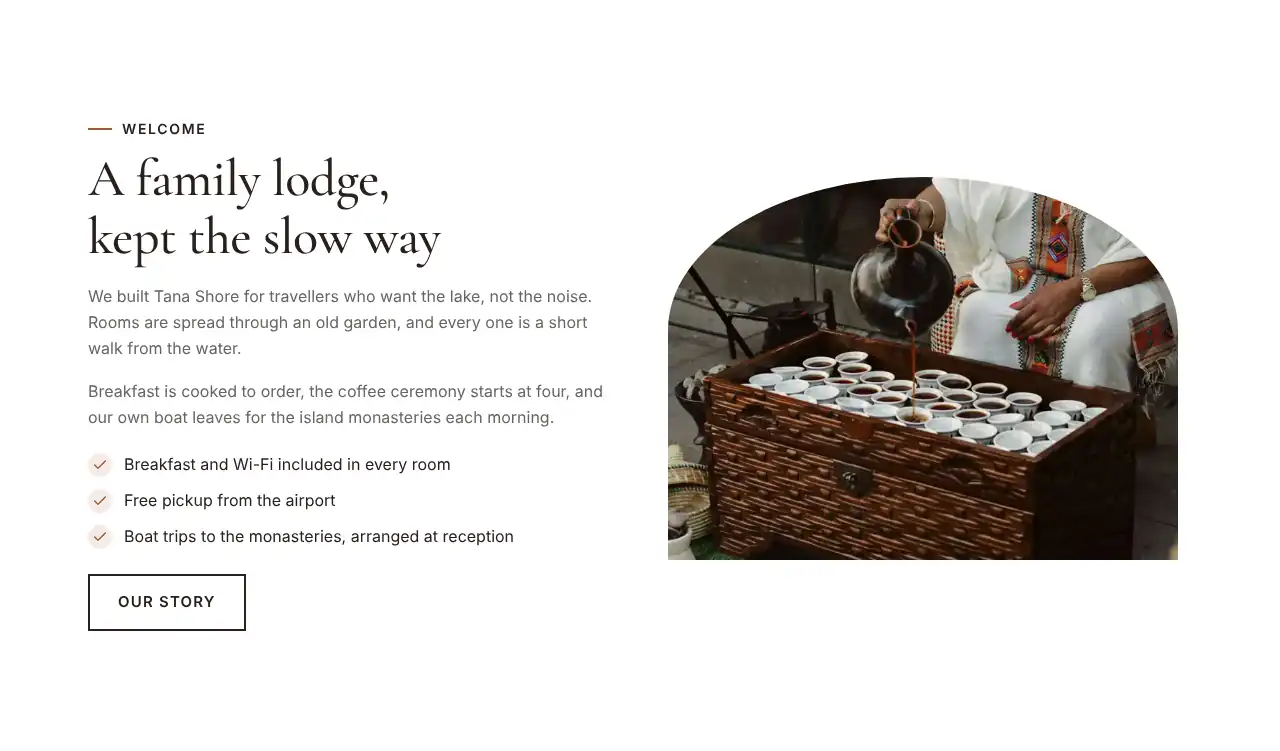 WELCOME
A family lodge,
kept the slow way
We built Tana Shore for travellers who want the lake, not the noise.
Rooms are spread through an old garden, and every one is a short
walk from the water.
Breakfast is cooked to order, the coffee ceremony starts at four, and
our own boat leaves for the island monasteries each morning.
Breakfast and Wi-Fi included in every room
Free pickup from the airport
Boat trips to the monasteries, arranged at reception
OUR STORY